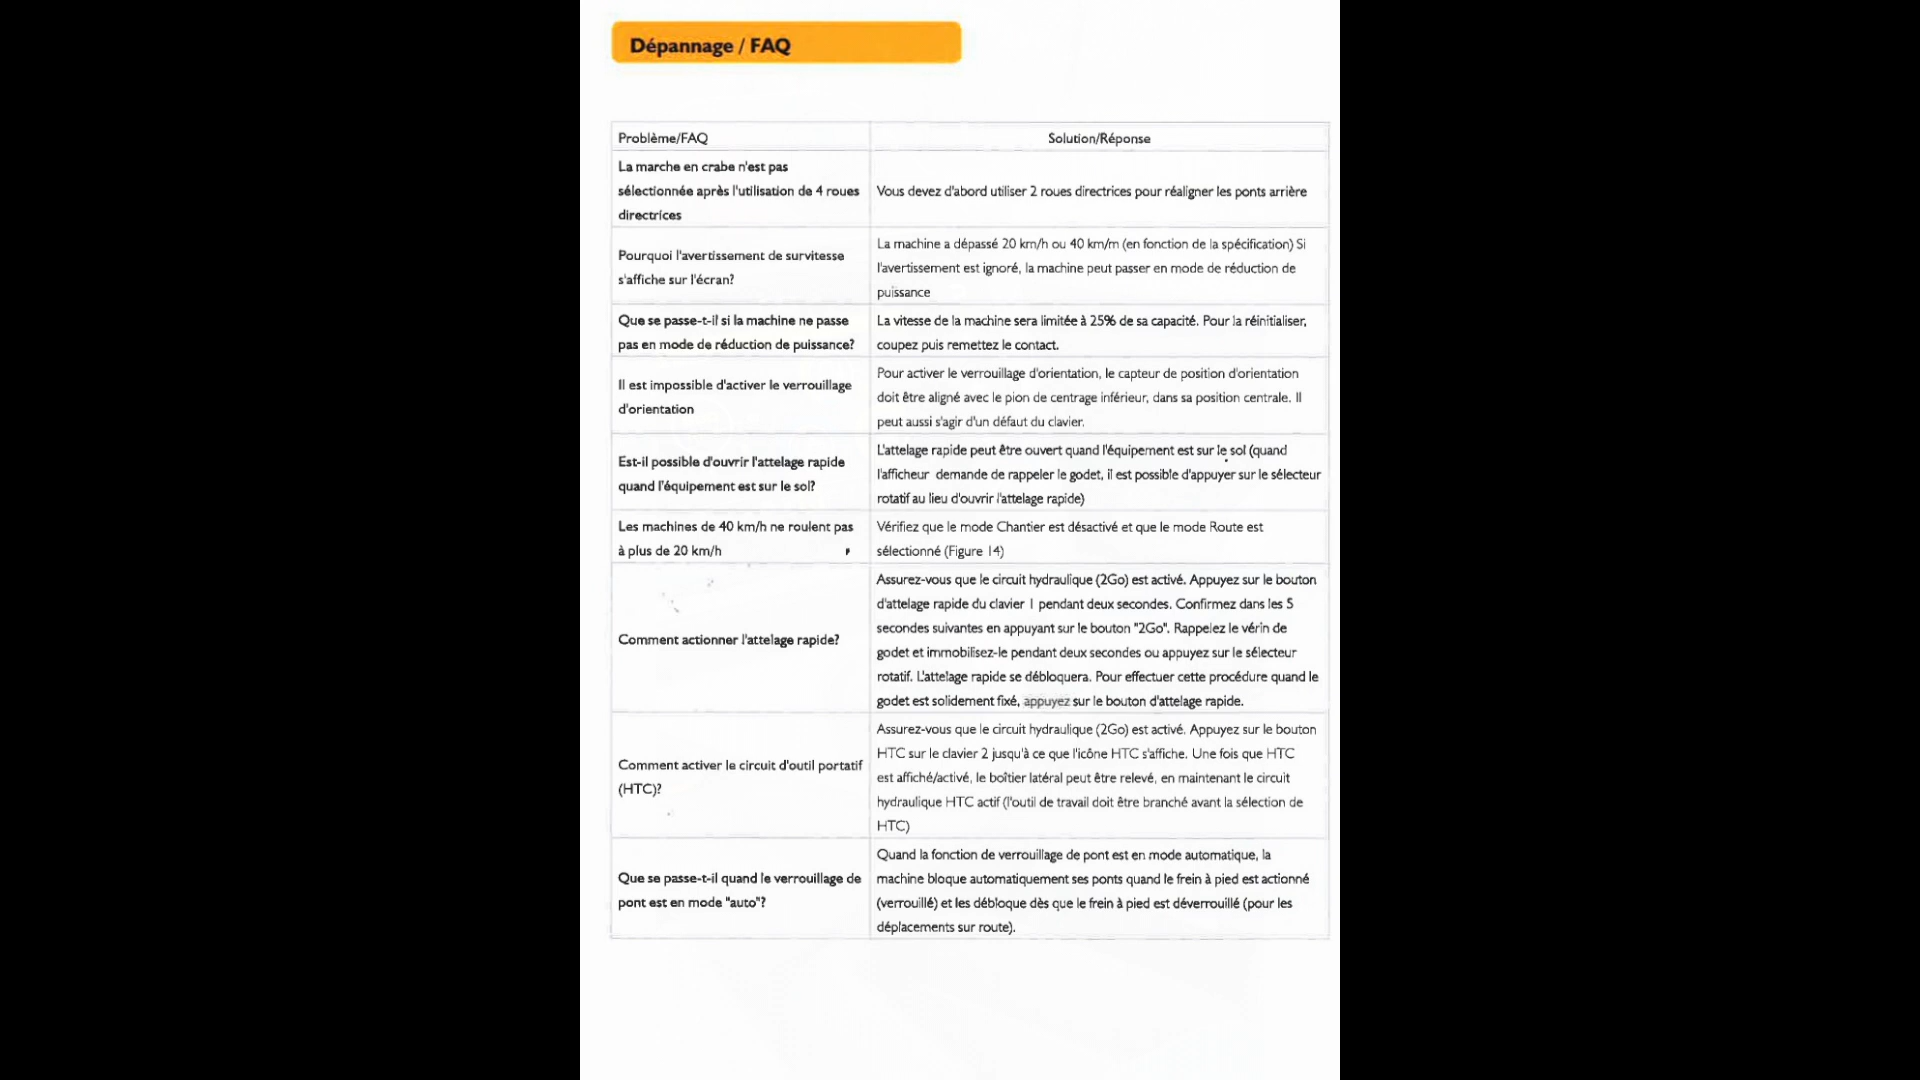 Dépannage / FAQ
Problème/FAQ
Solution/Réponse
La marche en crabe n'est pas
sélectionnée après l'utilisation de 4 roues
directrices
Vous devez d'abord utiliser 2 roues directrices pour réaligner les ponts arrière
Pourquoi l'avertissement de survitesse
s'affiche sur l'écran?
La machine a dépassé 20 km/h ou 40 km/m (en fonction de la spécification) Si
l'avertissement est ignoré, la machine peut passer en mode de réduction de
puissance
Que se passe-t-il si la machine ne passe
pas en mode de réduction de puissance?
La vitesse de la machine sera limitée à 25% de sa capacité. Pour la réinitialiser,
coupez puis remettez le contact.
Il est impossible d'activer le verrouillage
d'orientation
Pour activer le verrouillage d'orientation, le capteur de position d'orientation
doit être aligné avec le pion de centrage inférieur, dans sa position centrale. Il
peut aussi s'agir d'un défaut du clavier.
Est-il possible d'ouvrir l'attelage rapide
quand l'équipement est sur le sol?
L'attelage rapide peut être ouvert quand l'équipement est sur le sol (quand
l'afficheur demande de rappeler le godet, il est possible d'appuyer sur le sélecteur
rotatif au lieu d'ouvrir l'attelage rapide)
Les machines de 40 km/h ne roulent pas
à plus de 20 km/h
Vérifiez que le mode Chantier est désactivé et que le mode Route est
sélectionné (Figure 14)
Comment actionner l'attelage rapide?
Assurez-vous que le circuit hydraulique (2Go) est activé. Appuyez sur le bouton
d'attelage rapide du clavier 1 pendant deux secondes. Confirmez dans les 5
secondes suivantes en appuyant sur le bouton "2Go". Rappelez le vérin de
godet et immobilisez-le pendant deux secondes ou appuyez sur le sélecteur
rotatif. L'attelage rapide se débloquera. Pour effectuer cette procédure quand le
godet est solidement fixé, appuyez sur le bouton d'attelage rapide.
Comment activer le circuit d'outil portatif
(HTC)?
Assurez-vous que le circuit hydraulique (2Go) est activé. Appuyez sur le bouton
HTC sur le clavier 2 jusqu'à ce que l'icône HTC s'affiche. Une fois que HTC
est affiché/activé, le boîtier latéral peut être relevé, en maintenant le circuit
hydraulique HTC actif (l'outil de travail doit être branché avant la sélection de
HTC)
Que se passe-t-il quand le verrouillage de
pont est en mode "auto"?
Quand la fonction de verrouillage de pont est en mode automatique, la
machine bloque automatiquement ses ponts quand le frein à pied est actionné
(verrouillé) et les débloque dès que le frein à pied est déverrouillé (pour les
déplacements sur route).